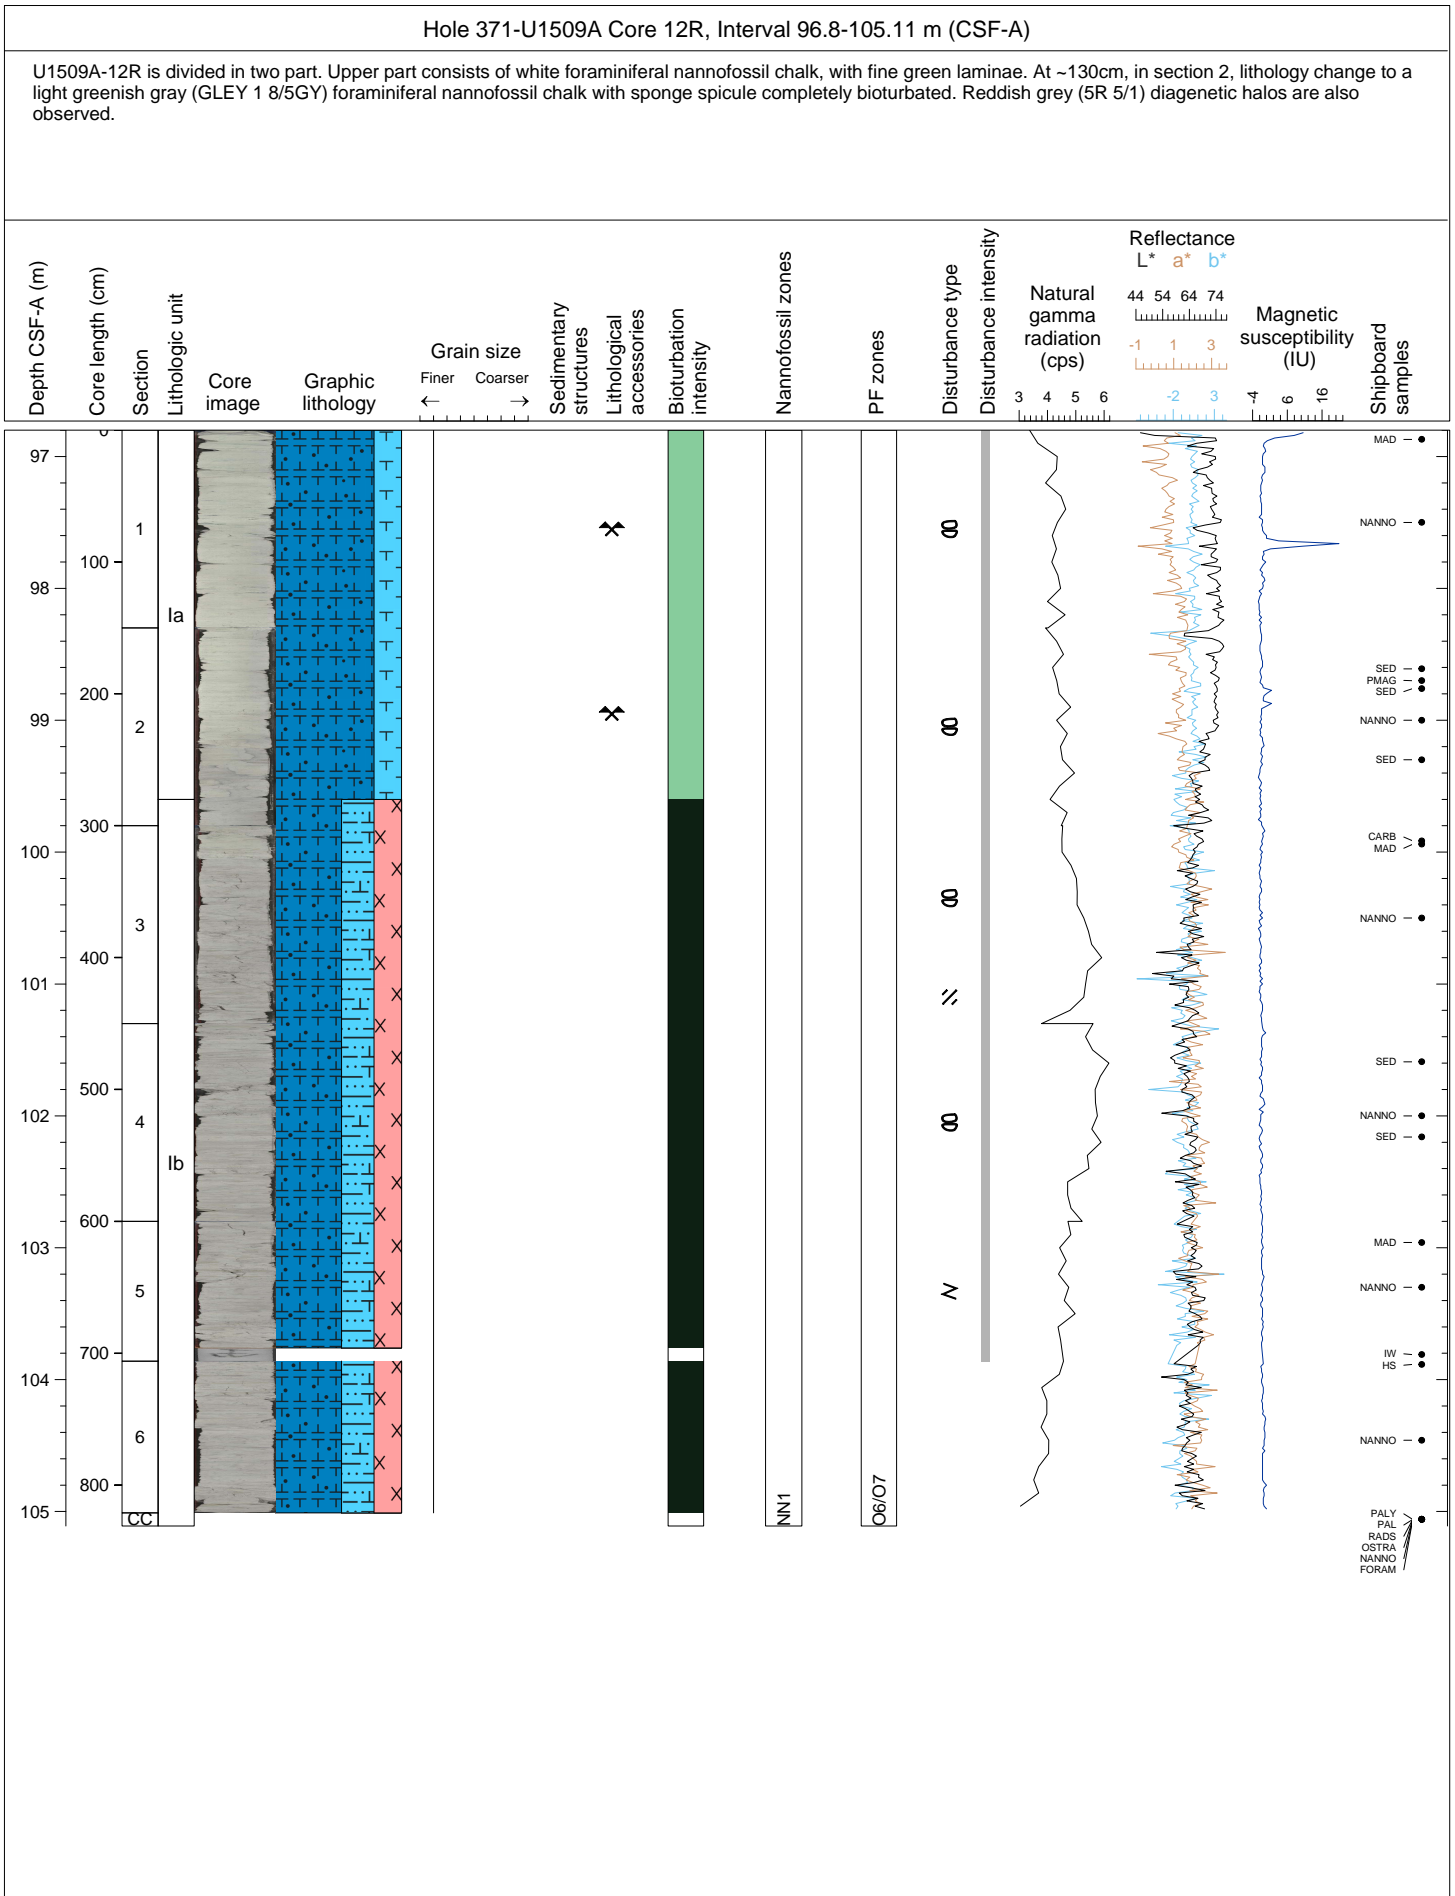 Hole 371-U1509A Core 12R, Interval 96.8-105.11 m (CSF-A)
U1509A-12R is divided in two part. Upper part consists of white foraminiferal nannofossil chalk, with fine green laminae. At ~130cm, in section 2, lithology change to a
light greenish gray (GLEY 1 8/5GY) foraminiferal nannofossil chalk with sponge spicule completely bioturbated. Reddish grey (5R 5/1) diagenetic halos are also
observed.
Depth CSF-A (m)
Core length (cm)
Section
Lithologic unit
Core
image
Graphic
lithology
Grain size
Finer Coarser
← →
Sedimentary
structures
Lithological
accessories
Bioturbation
intensity
Nannofossil zones
PF zones
Disturbance type
Disturbance intensity
Natural
gamma
radiation
(cps)
3 4 5 6
Reflectance
L* a* b*
44 54 64 74
-1 1 3
-2 3
Magnetic
susceptibility
(IU)
-4 6 16
Shipboard
samples
97
98
99
100
101
102
103
104
105
0
100
200
300
400
500
600
700
800
1
2
3
4
5
6
CC
Ia
Ib
NN1
O6/O7
MAD
NANNO
SED
PMAG
SED
NANNO
SED
CARB
MAD
NANNO
SED
NANNO
SED
MAD
NANNO
IW
HS
NANNO
PALY
PAL
RADS
OSTRA
NANNO
FORAM